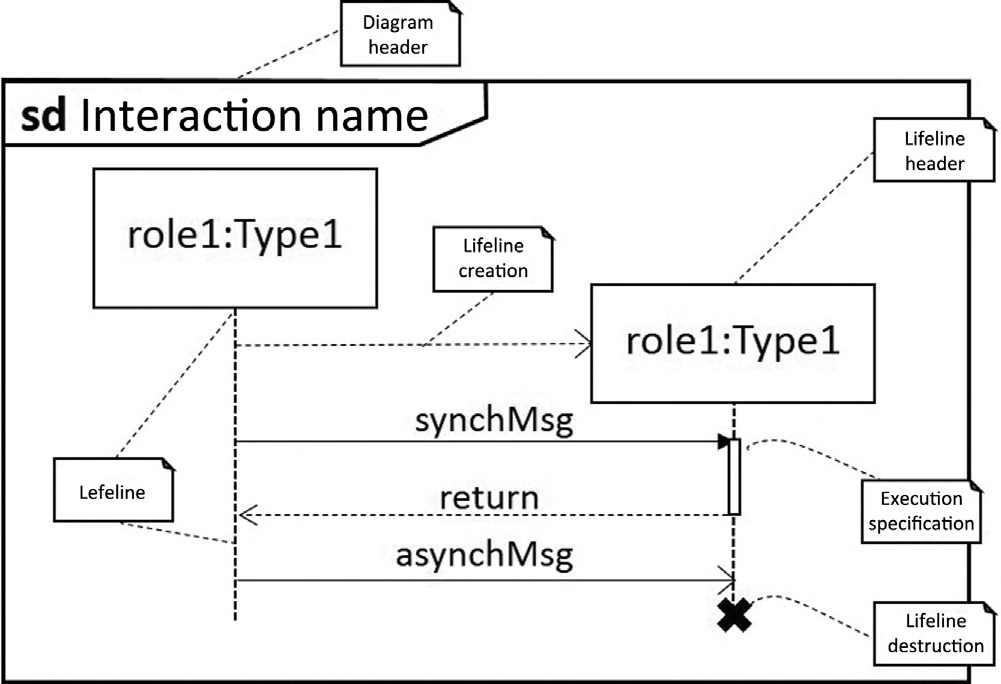 Diagram
header
sd Interaction name
Lifeline
header
role1:Type1
Lifeline
creation
role1:Type1
synchMsg
Lefeline
return
Execution
specification
asynchMsg
Lifeline
destruction